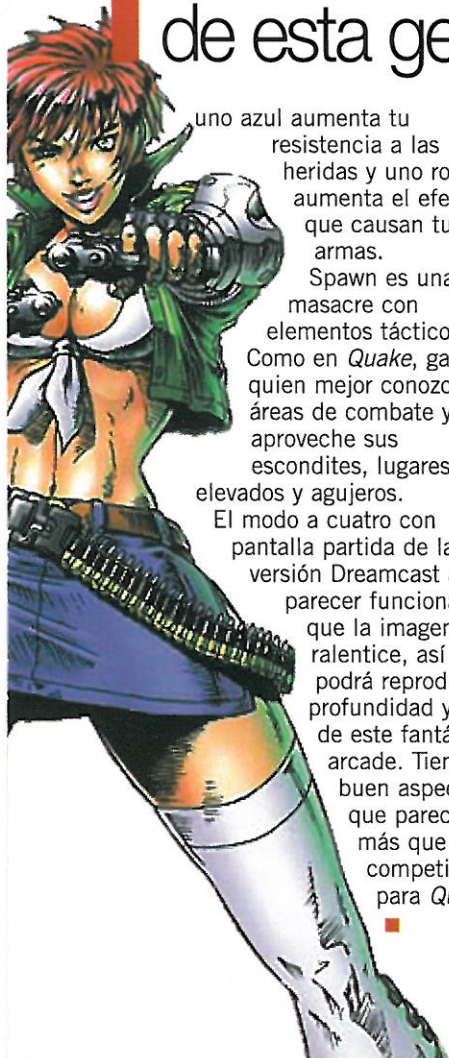 de esta ge
uno azul aumenta tu
resistencia a las
heridas y uno ro
aumenta el efe
que causan tu
armas.
Spawn es una
masacre con
elementos táctico
Como en Quake, ga
quien mejor conozc
áreas de combate y
aproveche sus
escondites, lugares
elevados y agujeros.
El modo a cuatro con
pantalla partida de la
versión Dreamcast a
parecer funciona
que la imagen
ralentice, así
podrá reprodu
profundidad y
de este fantá
arcade. Tien
buen aspec
que parec
más que
competi
para Qu